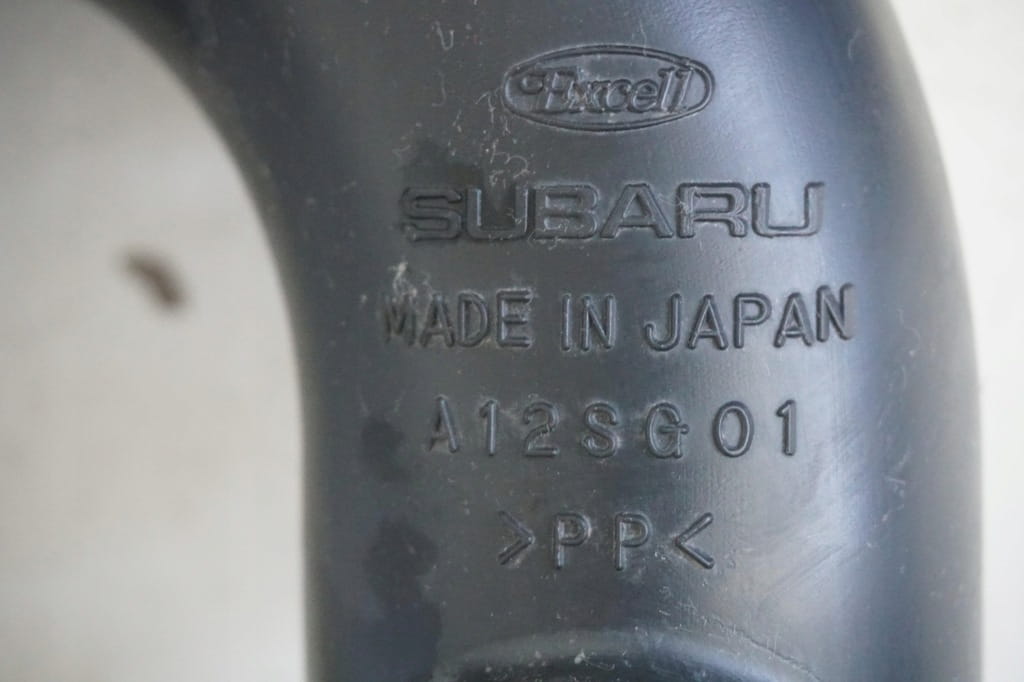 Excell
SUBARU
MADE IN JAPAN
A12SG01
>PP<